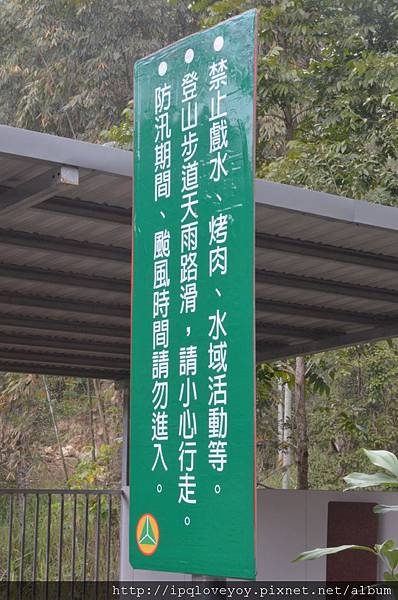 禁止戲水、烤肉、水域活動等。
登山步道天雨路滑，請小心行走。
防汛期間、颱風時間請勿進入。
http://ipqloveyoy.pixnet.net/album